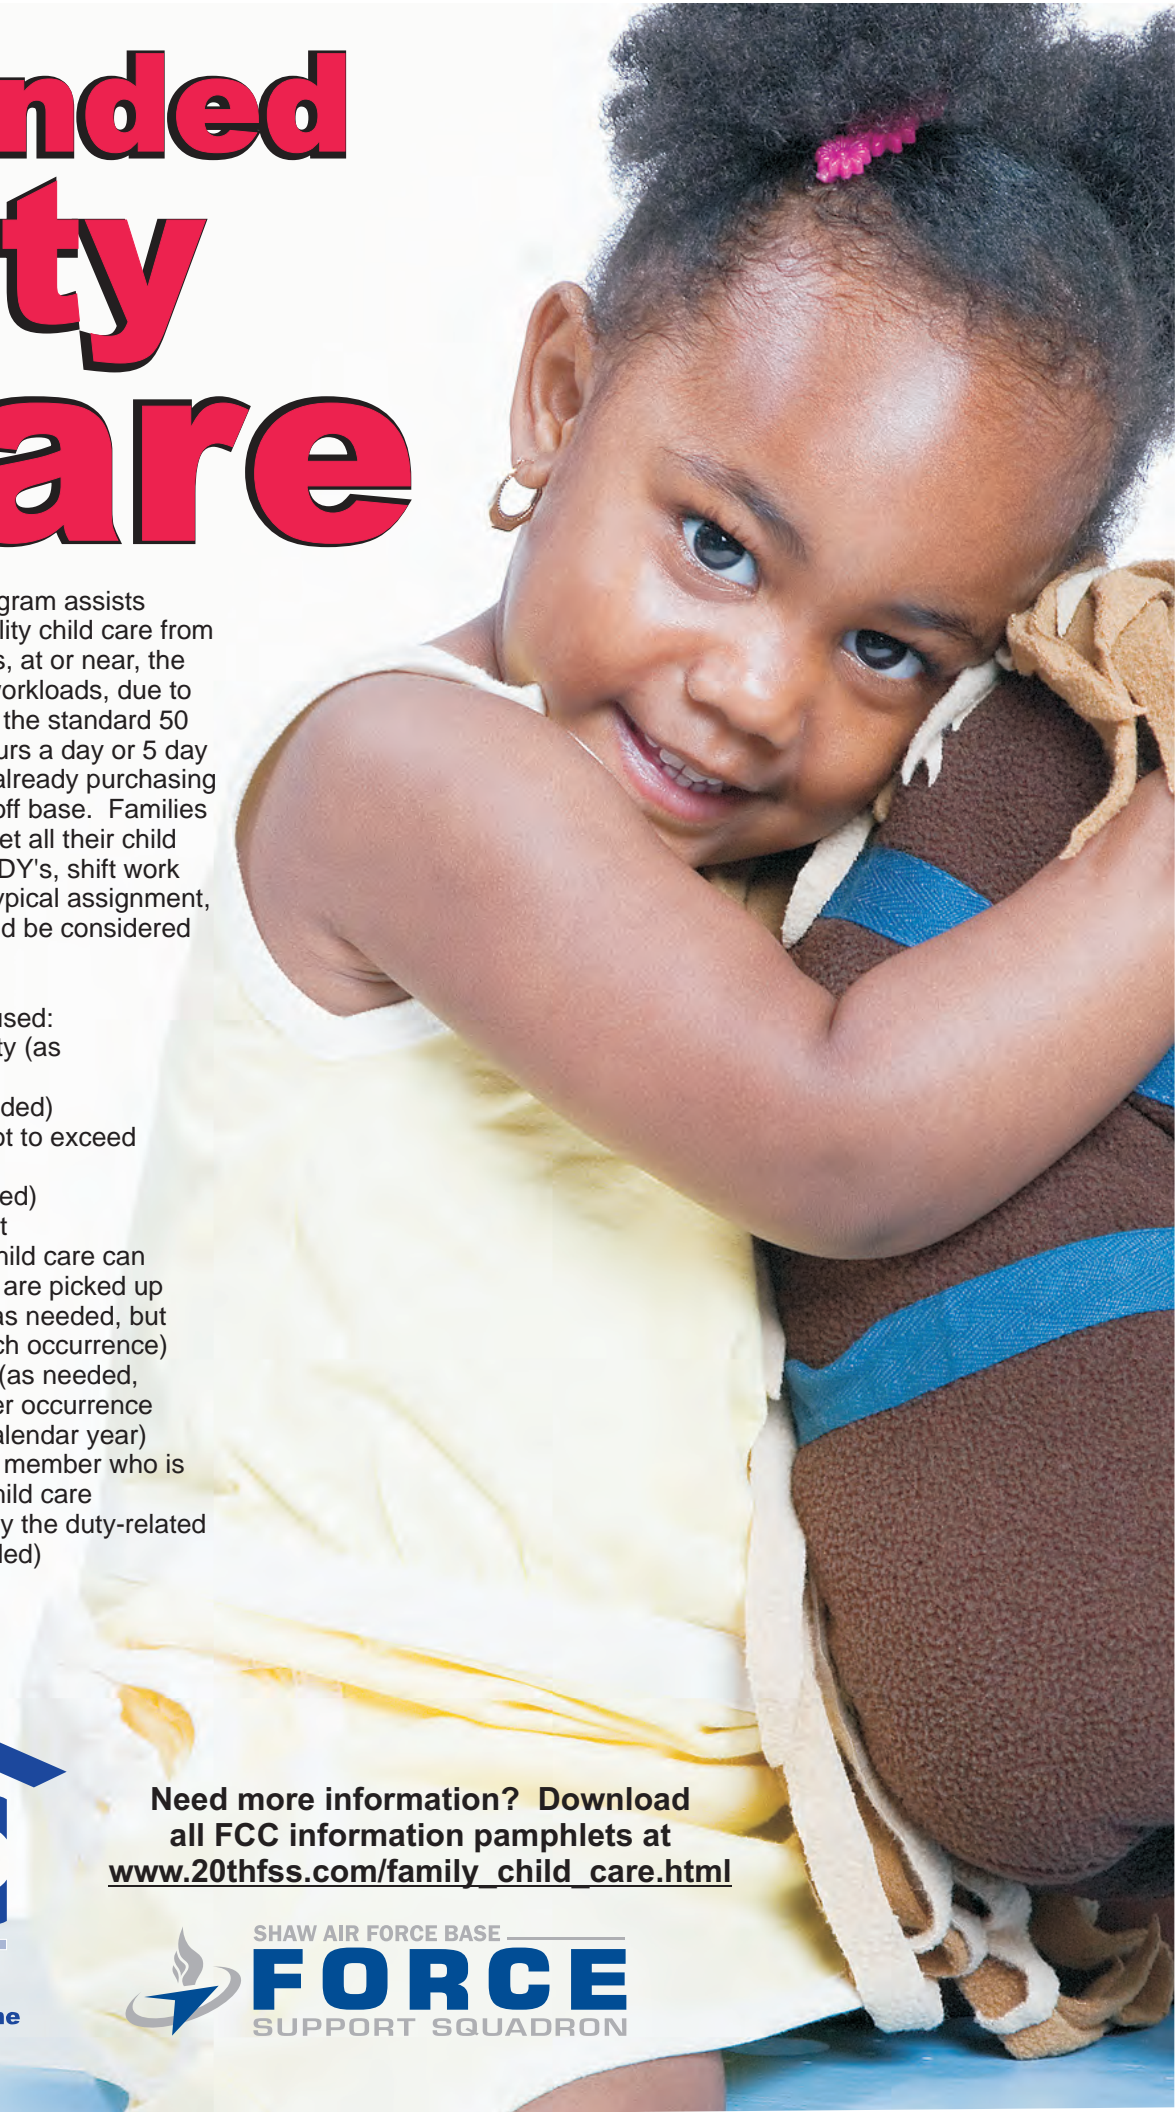 nded
ty
are
gram assists
lity child care from
s, at or near, the
workloads, due to
the standard 50
urs a day or 5 day
already purchasing
off base. Families
et all their child
DY's, shift work
ypical assignment,
d be considered
used:
ty (as
ded)
ot to exceed
ed)
t
hild care can
are picked up
as needed, but
ch occurrence)
(as needed,
er occurrence
alendar year)
member who is
hild care
y the duty-related
led)
Need more information? Download
all FCC information pamphlets at
www.20thfss.com/family_child_care.html
C
ne
SHAW AIR FORCE BASE
FORCE
SUPPORT SQUADRON